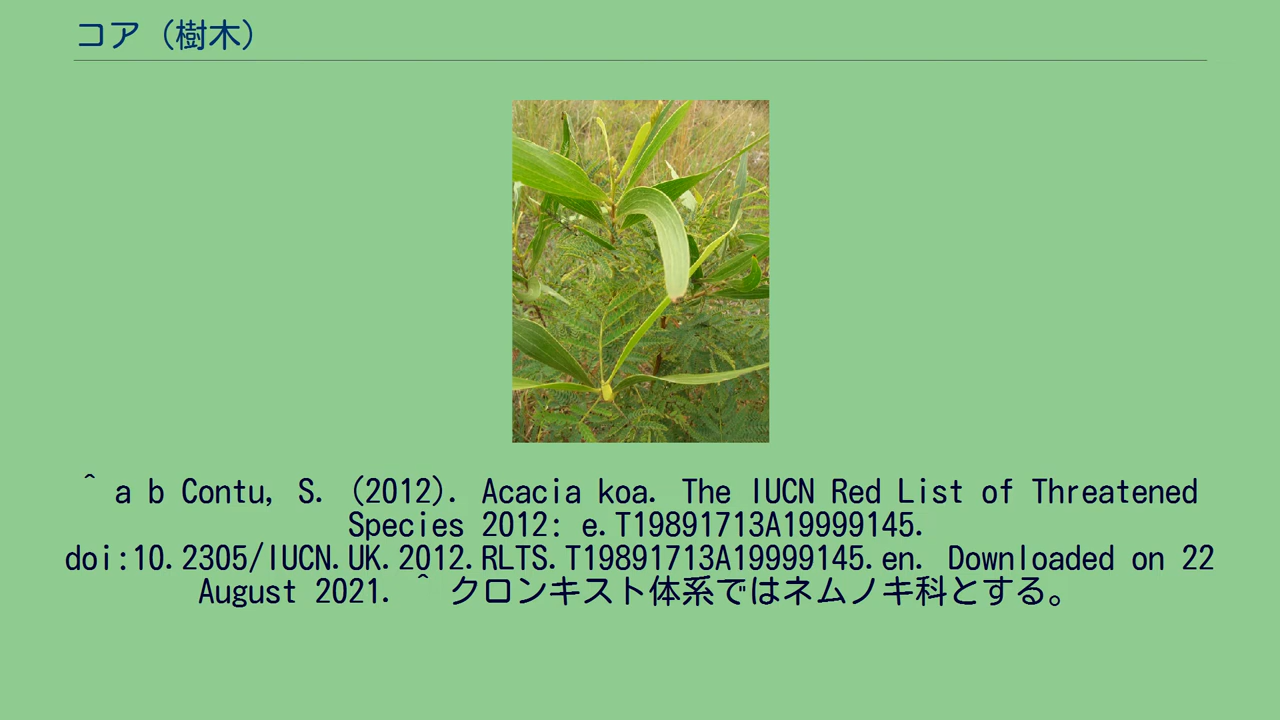 コア（樹木）
^ a b Contu, S. (2012). Acacia koa. The IUCN Red List of Threatened
Species 2012: e.T19891713A19999145.
doi:10.2305/IUCN.UK.2012.RLTS.T19891713A19999145.en. Downloaded on 22
August 2021. ^ クロンキスト体系ではネムノキ科とする。